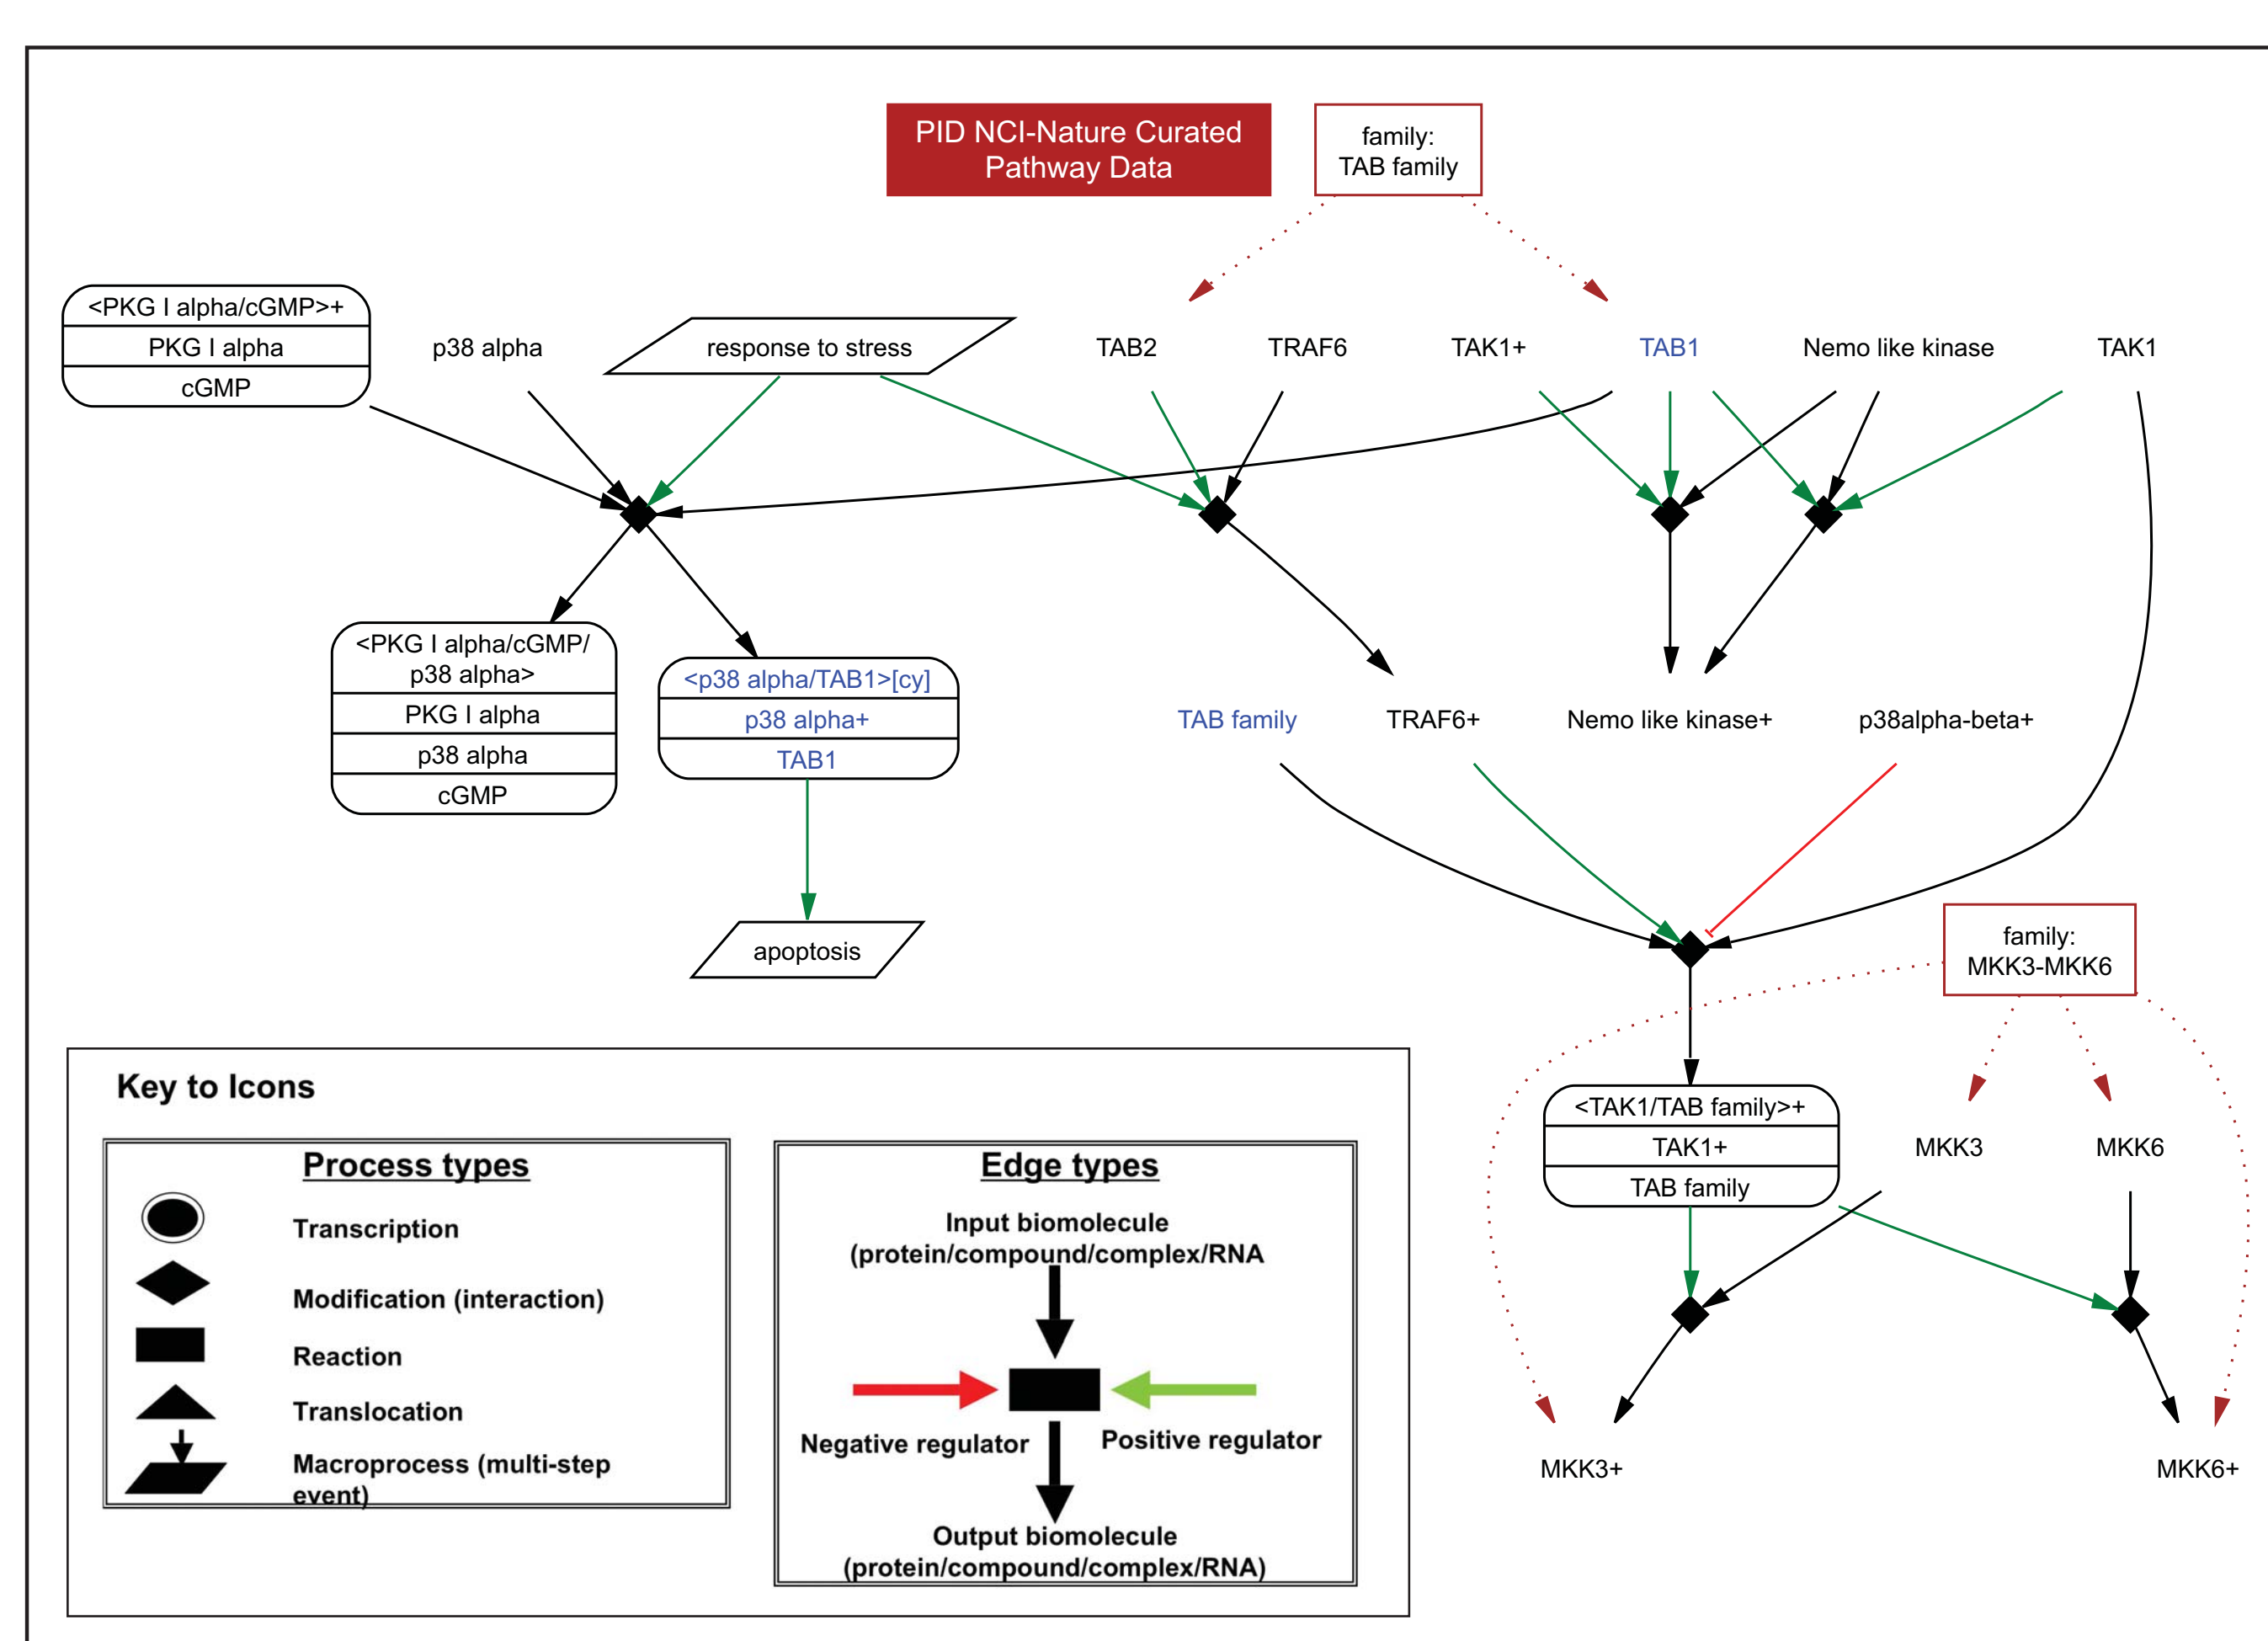 PID NCI-Nature Curated
Pathway Data
family:
TAB family
<PKG I alpha/cGMP>+
PKG I alpha
cGMP
p38 alpha
response to stress
TAB2
TRAF6
TAK1+
TAB1
Nemo like kinase
TAK1
<PKG I alpha/cGMP/
p38 alpha>
PKG I alpha
p38 alpha
cGMP
<p38 alpha/TAB1>[cy]
p38 alpha+
TAB1
TAB family
TRAF6+
Nemo like kinase+
p38alpha-beta+
apoptosis
family:
MKK3-MKK6
<TAK1/TAB family>+
TAK1+
TAB family
MKK3
MKK6
MKK3+
MKK6+
Key to Icons
Process types
Transcription
Modification (interaction)
Reaction
Translocation
Macroprocess (multi-step
event)
Edge types
Input biomolecule
(protein/compound/complex/RNA
Negative regulator
Positive regulator
Output biomolecule
(protein/compound/complex/RNA)